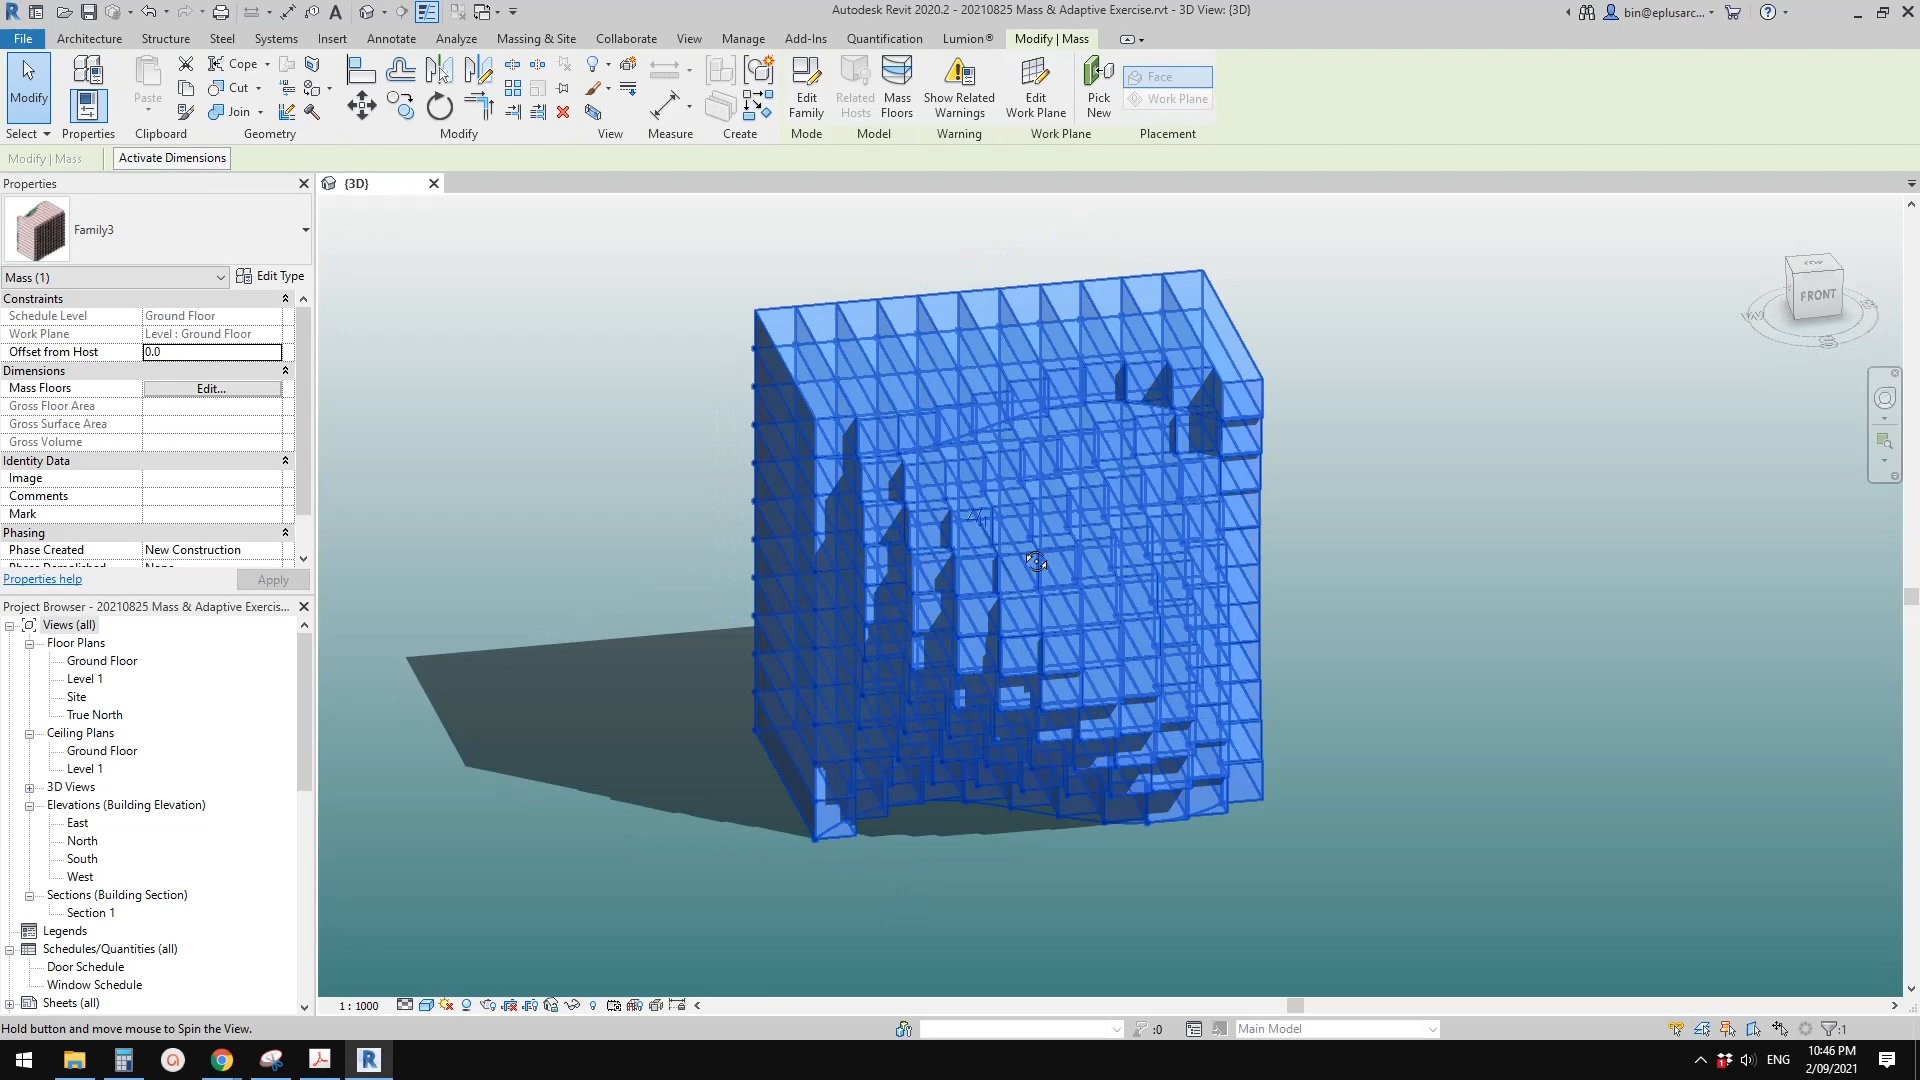 Autodesk Revit 2020.2 - 20210825 Mass & Adaptive Exercise.rvt - 3D View: {3D}
bin@eplusarc...
File Architecture Structure Steel Systems Insert Annotate Analyze Massing & Site Collaborate View Manage Add-Ins Quantification Lumion® Modify | Mass
Modify
Paste
Cope
Cut
Join
Edit Family
Related Hosts
Mass Floors
Show Related Warnings
Edit Work Plane
Pick New
Face
Work Plane
Select Properties Clipboard Geometry Modify View Measure Create Mode Model Warning Work Plane Placement
Modify | Mass
Activate Dimensions
Properties
{3D}
Family3
Mass (1)
Edit Type
Constraints
Schedule Level Ground Floor
Work Plane Level : Ground Floor
Offset from Host 0.0
Dimensions
Mass Floors Edit...
Gross Floor Area
Gross Surface Area
Gross Volume
Identity Data
Image
Comments
Mark
Phasing
Phase Created New Construction
Phase Demolished None
Properties help
Apply
Project Browser - 20210825 Mass & Adaptive Exercis...
Views (all)
Floor Plans
Ground Floor
Level 1
Site
True North
Ceiling Plans
Ground Floor
Level 1
3D Views
Elevations (Building Elevation)
East
North
South
West
Sections (Building Section)
Section 1
Legends
Schedules/Quantities (all)
Door Schedule
Window Schedule
Sheets (all)
TOP
FRONT
1 : 1000
Hold button and move mouse to Spin the View.
:0
Main Model
:1
ENG
10:46 PM
2/09/2021